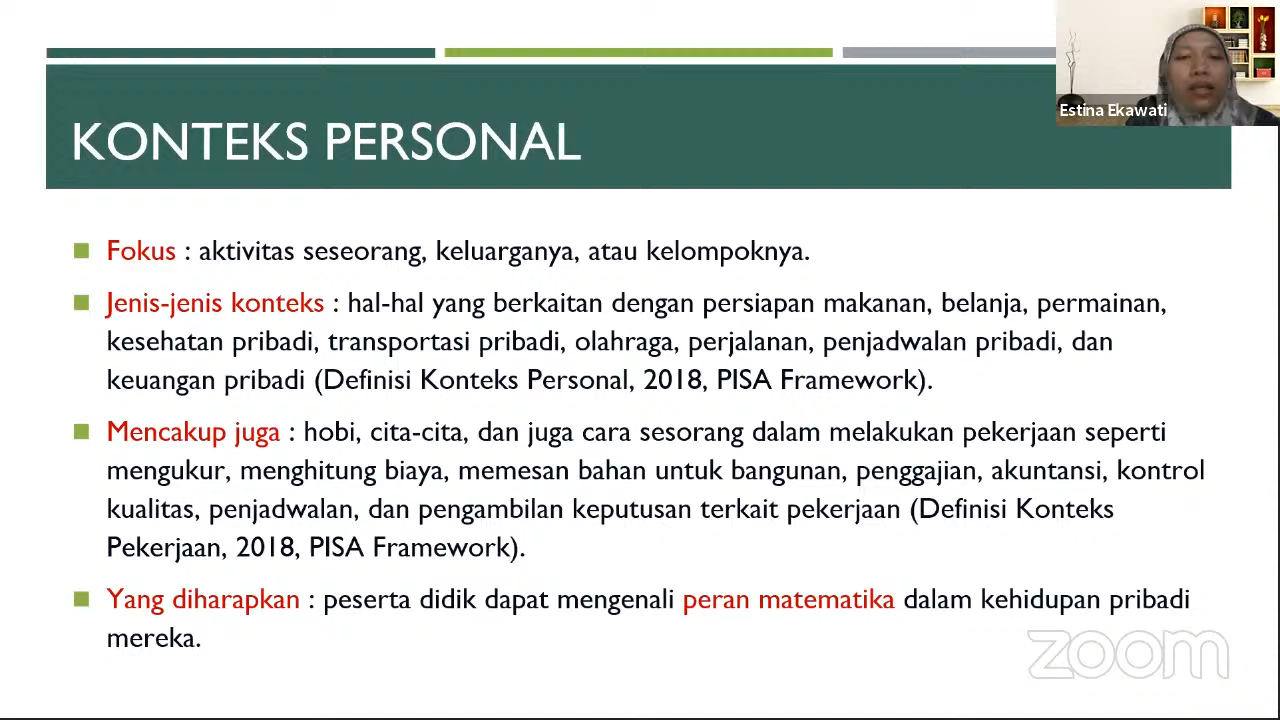 KONTEKS PERSONAL
Estina Ekawati
Fokus : aktivitas seseorang, keluarganya, atau kelompoknya.
Jenis-jenis konteks : hal-hal yang berkaitan dengan persiapan makanan, belanja, permainan,
kesehatan pribadi, transportasi pribadi, olahraga, perjalanan, penjadwalan pribadi, dan
keuangan pribadi (Definisi Konteks Personal, 2018, PISA Framework).
Mencakup juga : hobi, cita-cita, dan juga cara sesorang dalam melakukan pekerjaan seperti
mengukur, menghitung biaya, memesan bahan untuk bangunan, penggajian, akuntansi, kontrol
kualitas, penjadwalan, dan pengambilan keputusan terkait pekerjaan (Definisi Konteks
Pekerjaan, 2018, PISA Framework).
Yang diharapkan : peserta didik dapat mengenali peran matematika dalam kehidupan pribadi
mereka.
zoom